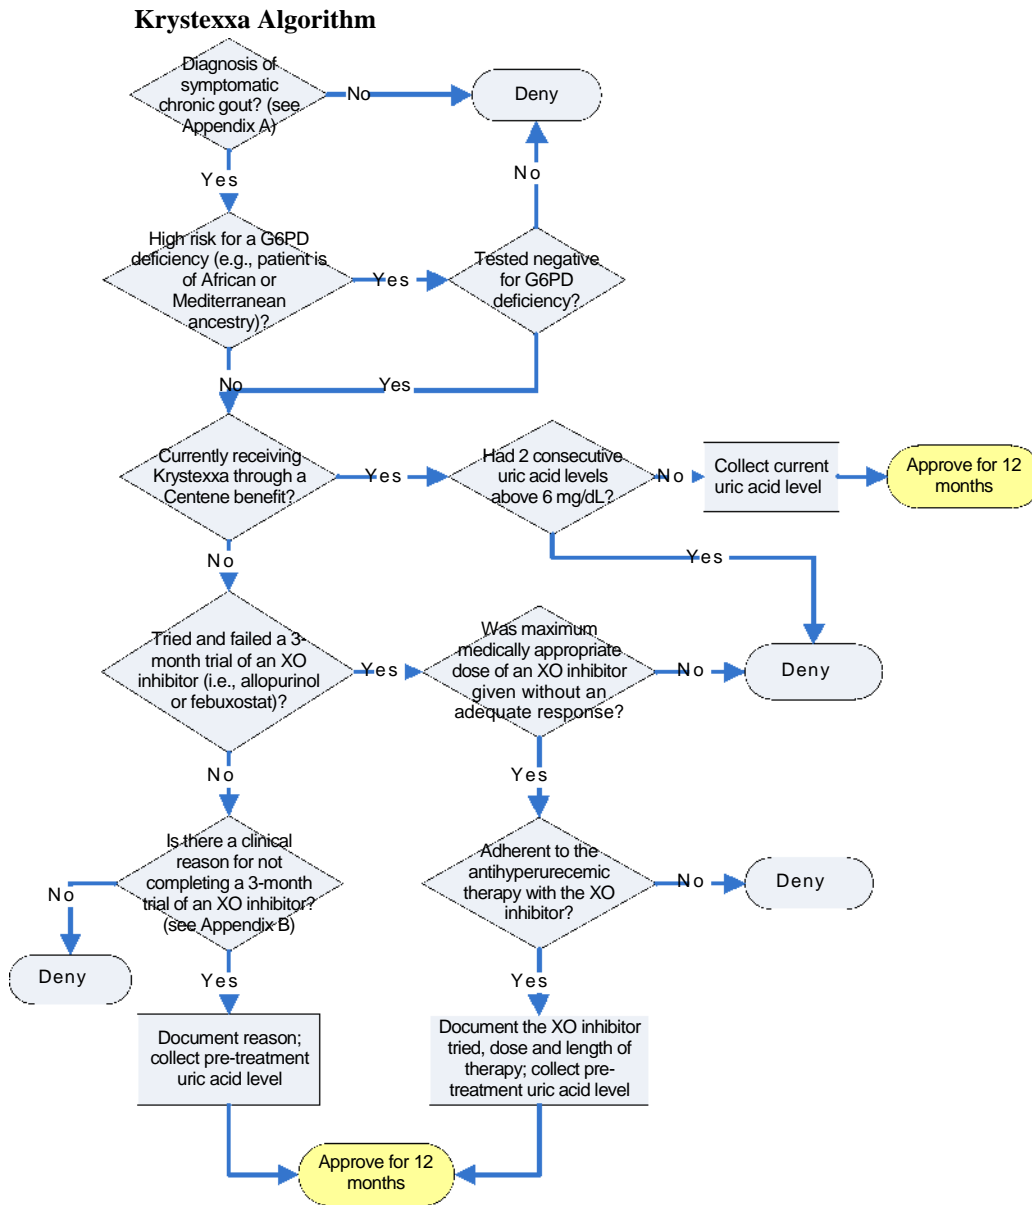 Krystexxa Algorithm
Diagnosis of
symptomatic
chronic gout? (see
Appendix A)
No
Deny
Yes
No
High risk for a G6PD
deficiency (e.g., patient is
of African or
Mediterranean
ancestry)?
Yes
Tested negative
for G6PD
deficiency?
No
Yes
Currently receiving
Krystexxa through a
Centene benefit?
Yes
Had 2 consecutive
uric acid levels
above 6 mg/dL?
No
Collect current
uric acid level
Approve for 12
months
No
Yes
Tried and failed a 3-
month trial of an XO
inhibitor (i.e., allopurinol
or febuxostat)?
Yes
Was maximum
medically appropriate
dose of an XO inhibitor
given without an
adequate response?
No
Deny
No
Yes
Is there a clinical
reason for not
completing a 3-month
trial of an XO inhibitor?
(see Appendix B)
No
Deny
Adherent to the
anthyperurecemic
therapy with the XO
inhibitor?
No
Deny
Yes
Yes
Document reason;
collect pre-treatment
uric acid level
Document the XO inhibitor
tried, dose and length of
therapy; collect pre-
treatment uric acid level
Approve for 12
months